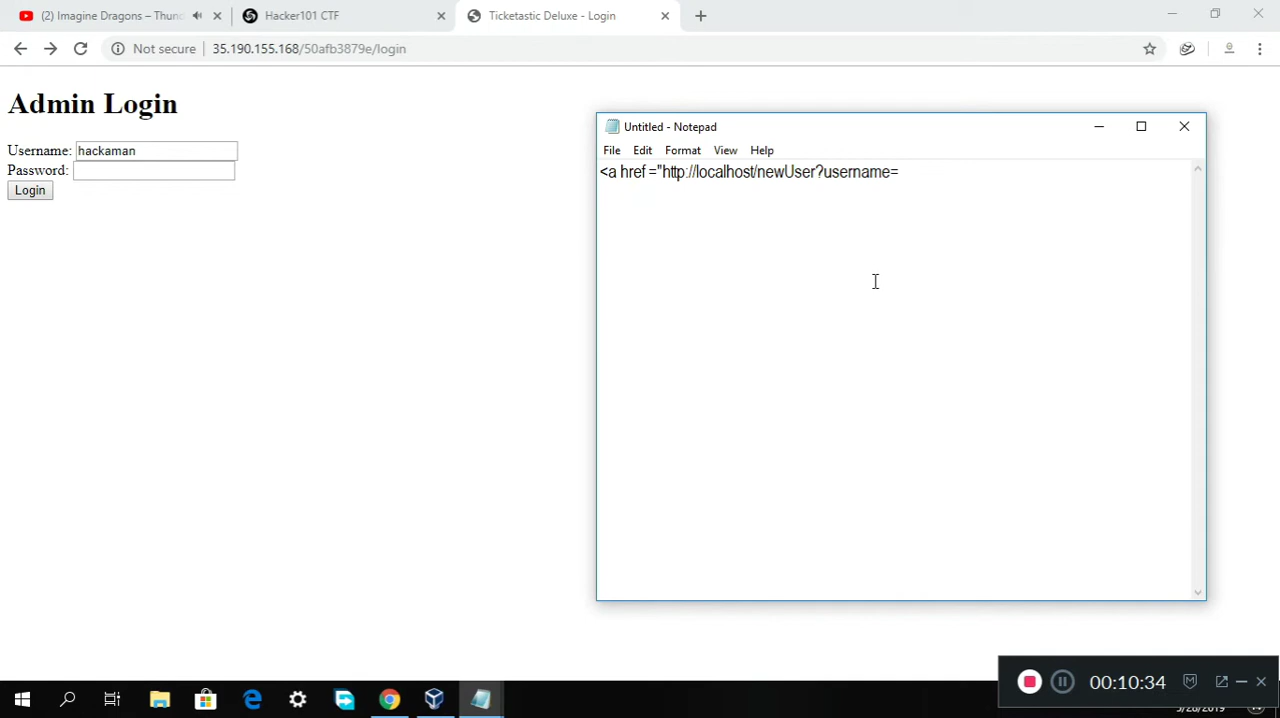 (2) Imagine Dragons – Thund
Hacker101 CTF
Ticketastic Deluxe - Login
Not secure
35.190.155.168/50afb3879e/login
Admin Login
Username: hackaman
Password:
Login
Untitled - Notepad
File Edit Format View Help
<a href ="http://localhost/newUser?username=
00:10:34